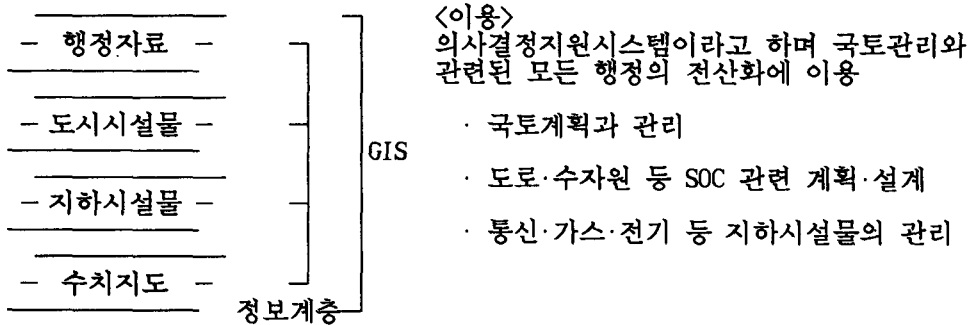 - 행정자료 -
- 도시시설물 -
- 지하시설물 -
- 수치지도 -
정보계층
GIS
<이용>
의사결정지원시스템이라고 하며 국토관리와
관련된 모든 행정의 전산화에 이용
· 국토계획과 관리
· 도로·수자원 등 SOC 관련 계획·설계
· 통신·가스·전기 등 지하시설물의 관리